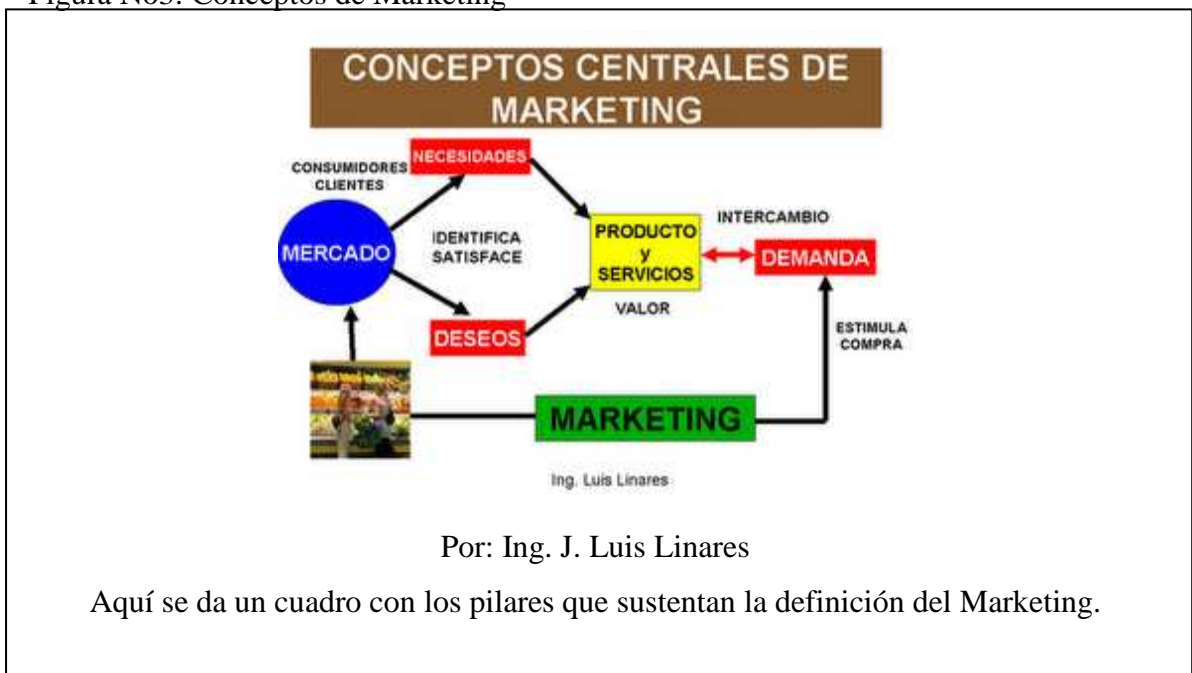 Figura No3: Conceptos de Marketing
CONCEPTOS CENTRALES DE
MARKETING
CONSUMIDORES
CLIENTES
NECESIDADES
MERCADO
IDENTIFICA
SATISFACE
DESEOS
PRODUCTO
y
SERVICIOS
VALOR
INTERCAMBIO
DEMANDA
ESTIMULA
COMPRA
MARKETING
Ing. Luis Linares
Por: Ing. J. Luis Linares
Aquí se da un cuadro con los pilares que sustentan la definición del Marketing.